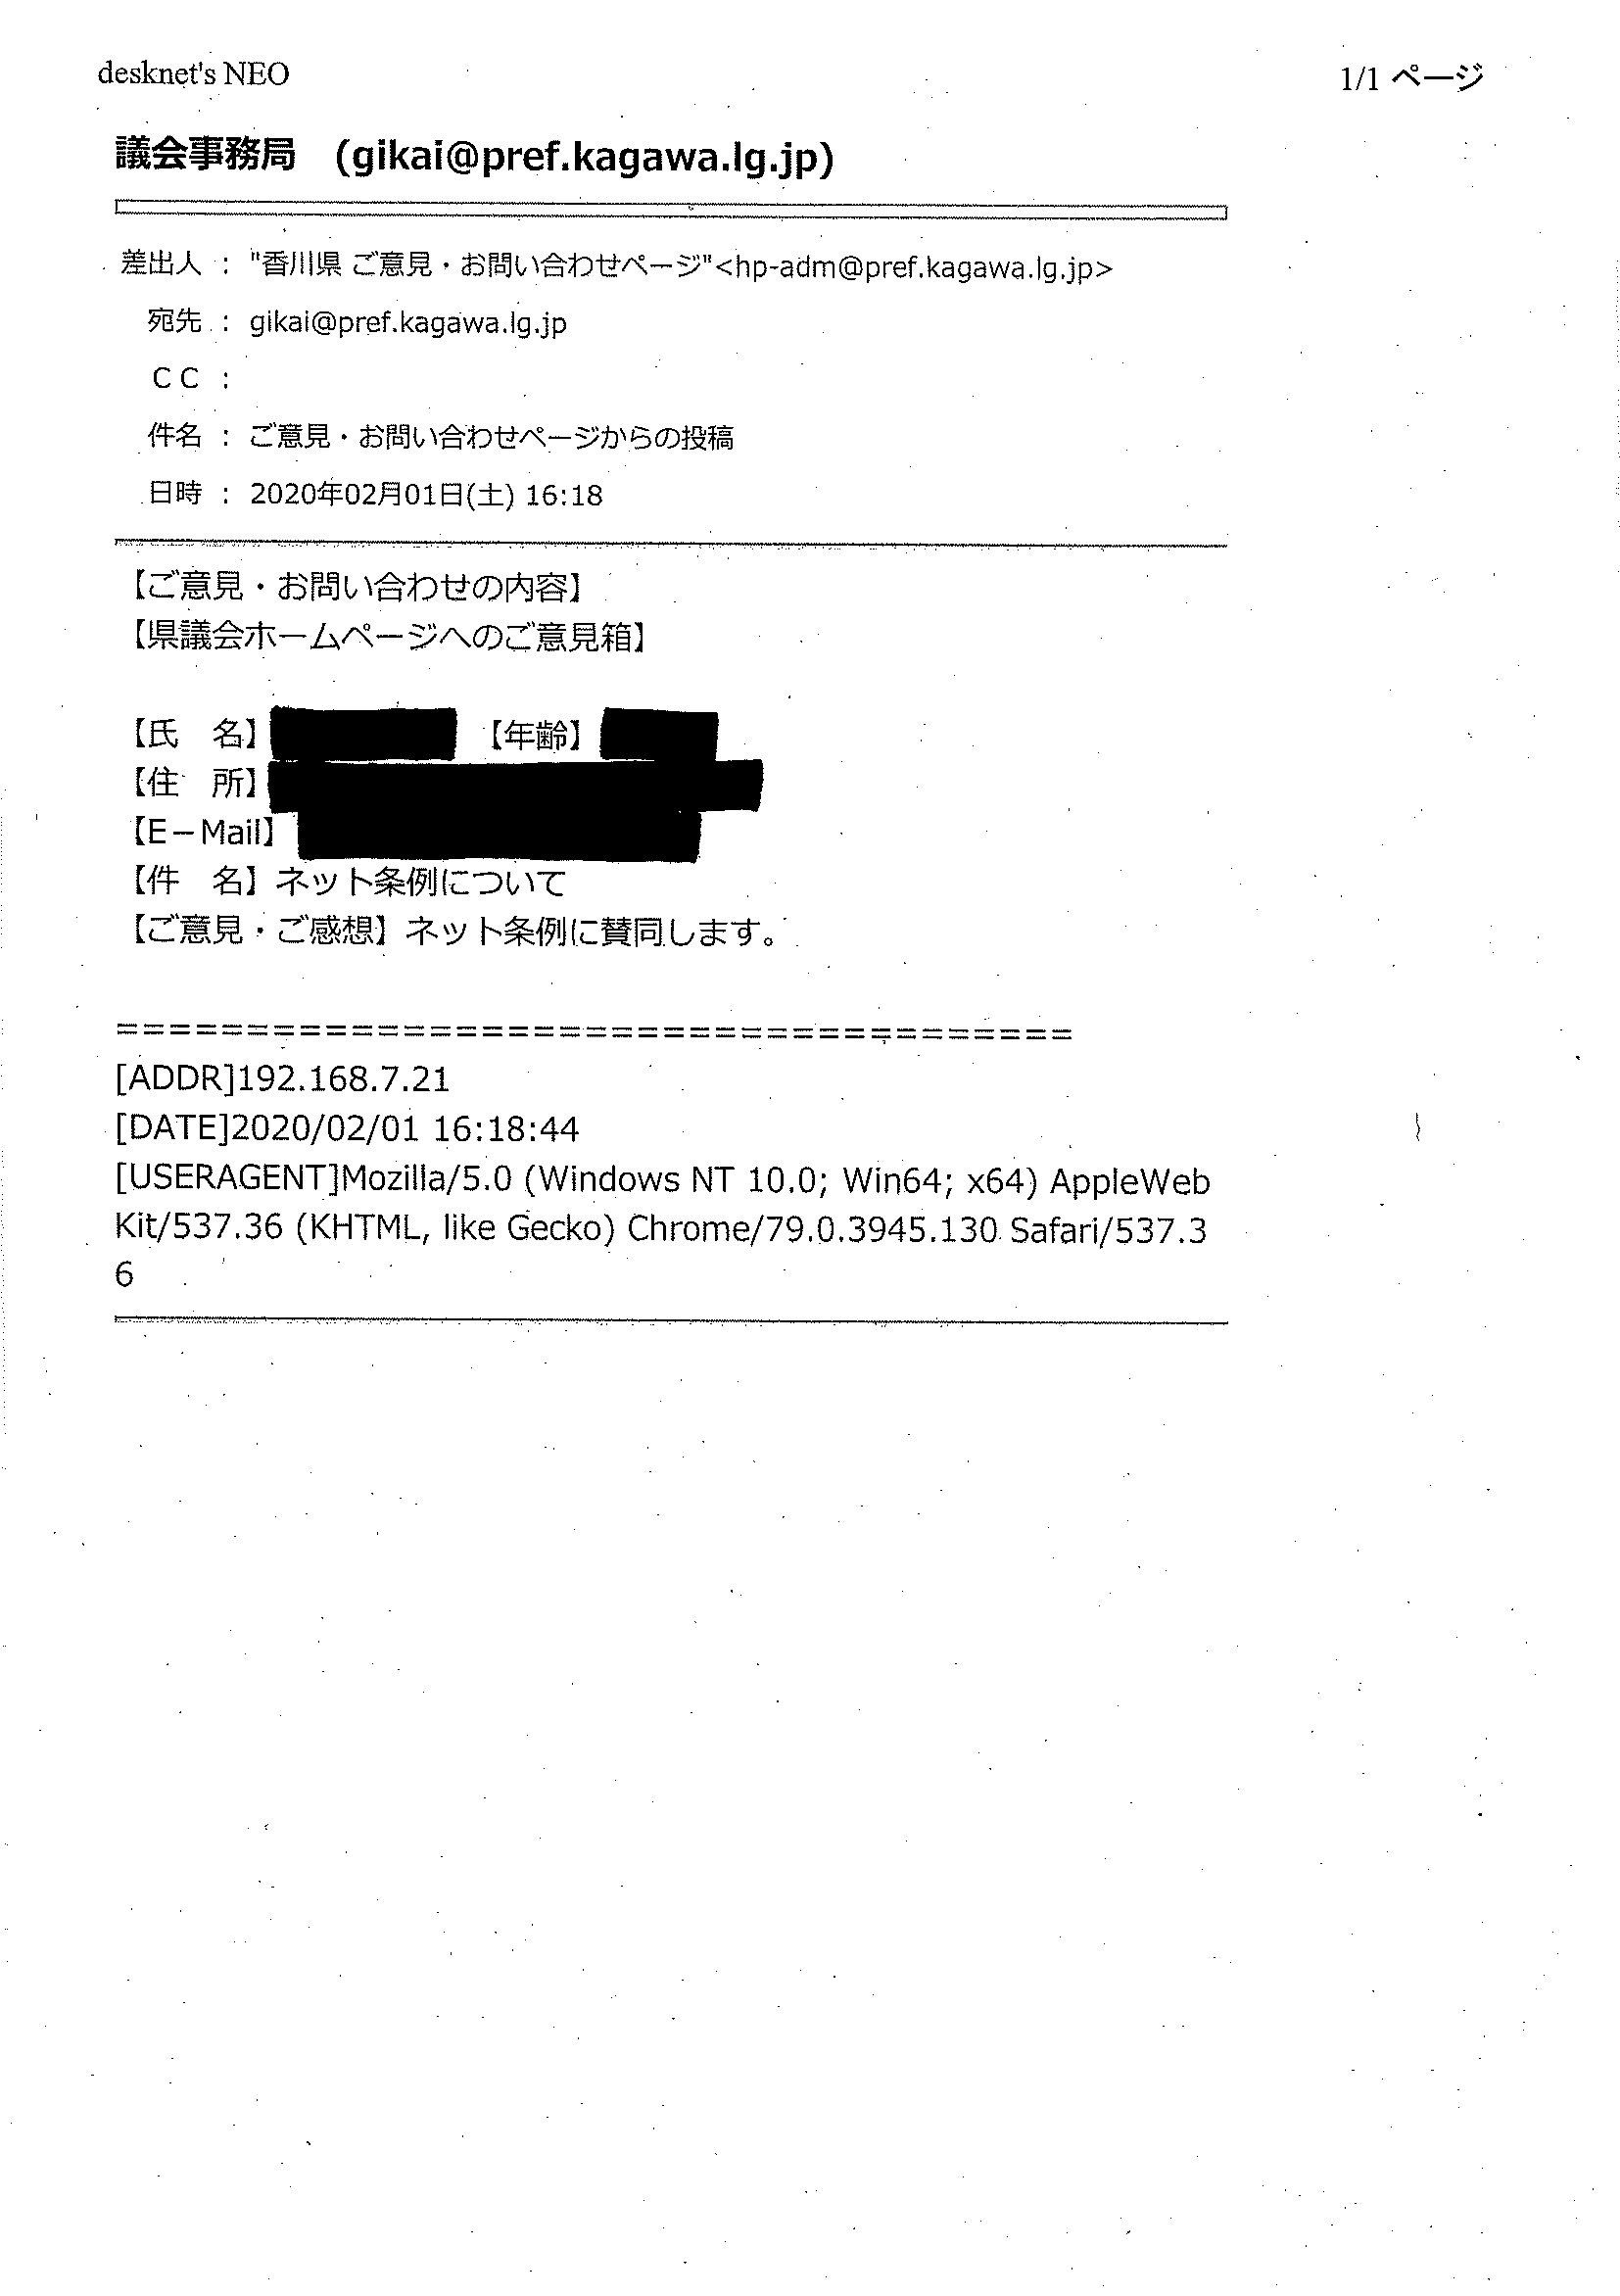 desknet's NEO
1/1 ページ
議会事務局 (gikai@pref.kagawa.lg.jp)
差出人 : "香川県 ご意見・お問い合わせページ"<hp-adm@pref.kagawa.lg.jp>
宛先 : gikai@pref.kagawa.lg.jp
CC :
件名 : ご意見・お問い合わせページからの投稿
日時 : 2020年02月01日(土) 16:18
【ご意見・お問い合わせの内容】
【県議会ホームページへのご意見箱】
【氏　名】 【年齢】
【住　所】
【E－Mail】
【件　名】ネット条例について
【ご意見・ご感想】ネット条例に賛同します。
=====================================
[ADDR]192.168.7.21
[DATE]2020/02/01 16:18:44
[USERAGENT]Mozilla/5.0 (Windows NT 10.0; Win64; x64) AppleWeb
Kit/537.36 (KHTML, like Gecko) Chrome/79.0.3945.130 Safari/537.3
6